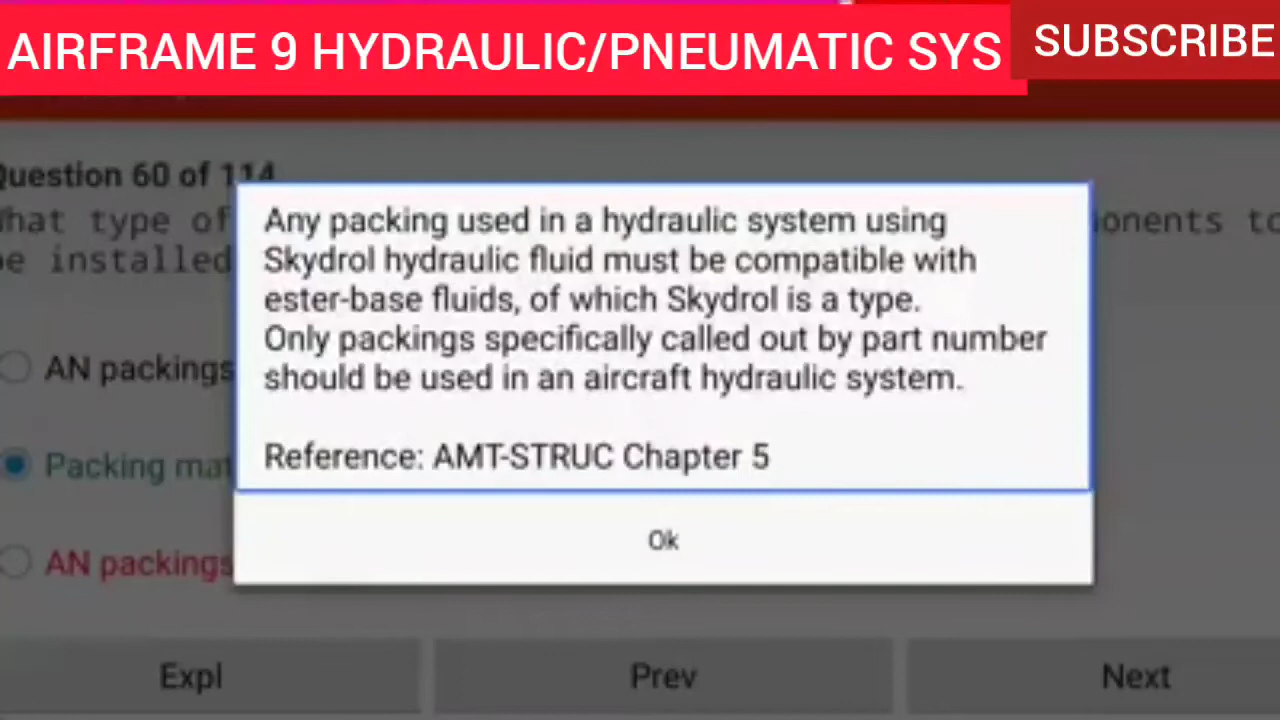 AIRFRAME 9 HYDRAULIC/PNEUMATIC SYS
SUBSCRIBE
Question 60 of 114
What type of
onents to
be installed
Any packing used in a hydraulic system using
Skydrol hydraulic fluid must be compatible with
ester-base fluids, of which Skydrol is a type.
Only packings specifically called out by part number
should be used in an aircraft hydraulic system.
Reference: AMT-STRUC Chapter 5
Ok
AN packings
Packing mat
AN packings
Expl
Prev
Next